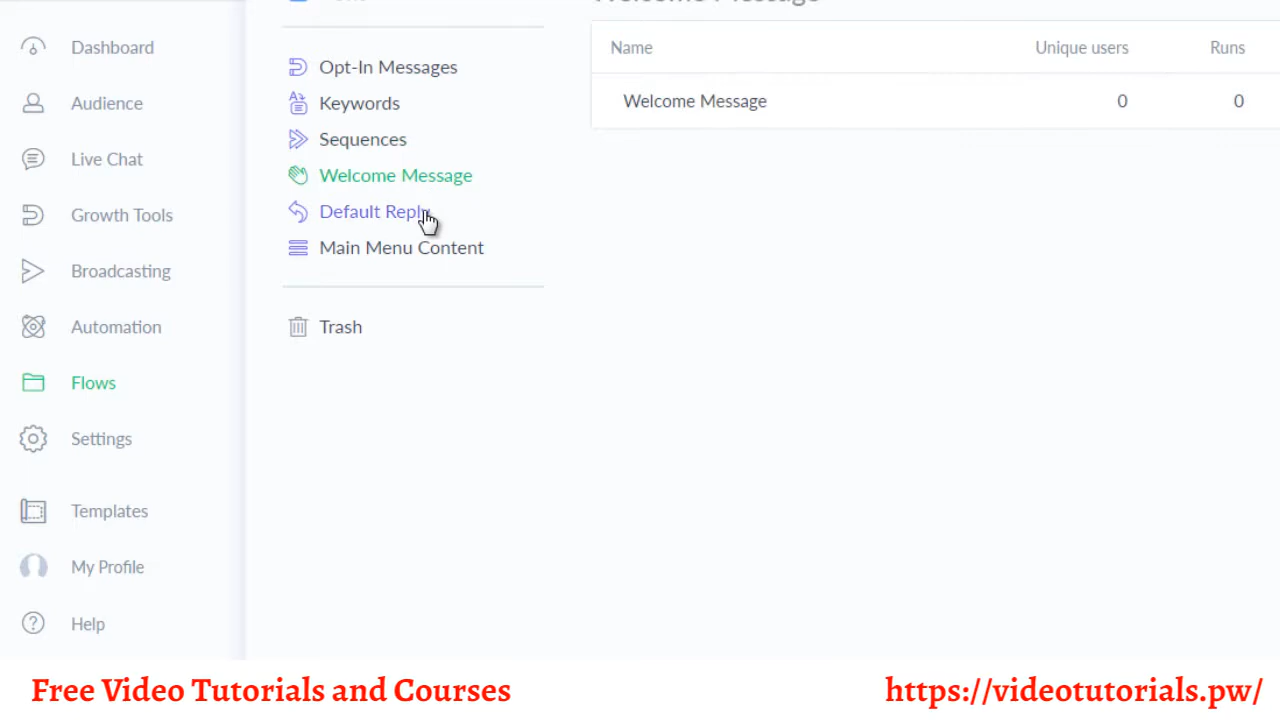 Dashboard
Audience
Live Chat
Growth Tools
Broadcasting
Automation
Flows
Settings
Templates
My Profile
Help
Opt-In Messages
Keywords
Sequences
Welcome Message
Default Reply
Main Menu Content
Trash
Welcome Message
Name Unique users Runs
Welcome Message 0 0
Free Video Tutorials and Courses
https://videotutorials.pw/